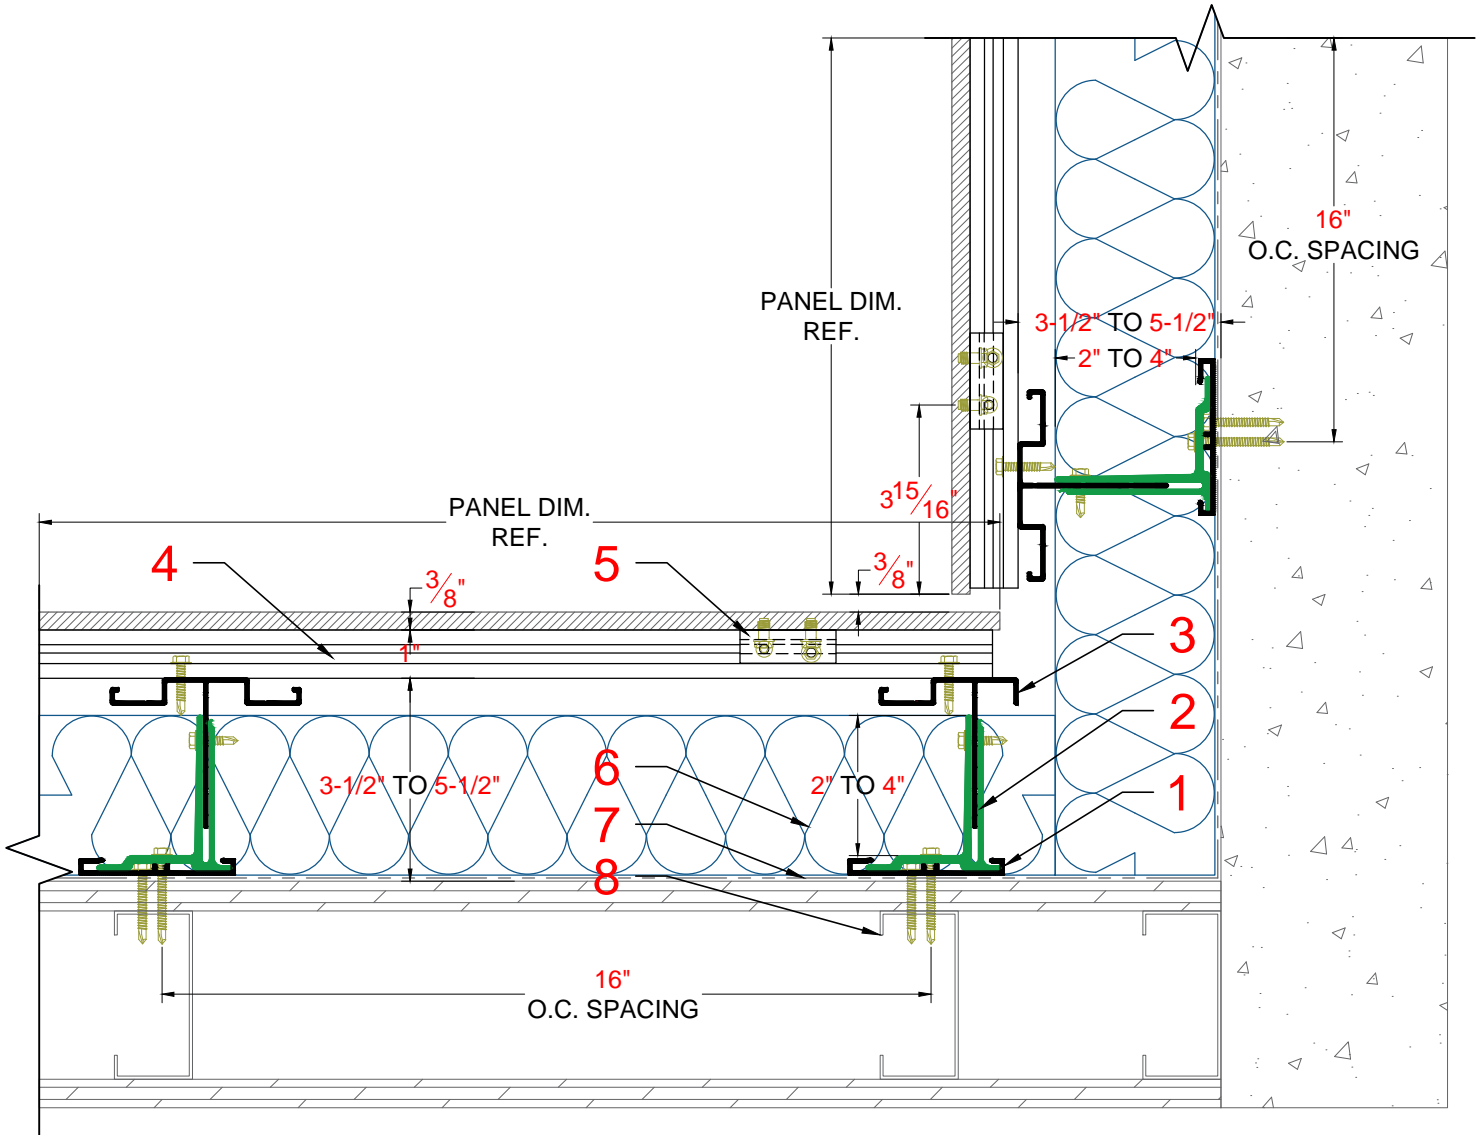 16"
O.C. SPACING
PANEL DIM.
REF.
3-1/2" TO 5-1/2"
2" TO 4"
3 15/16"
PANEL DIM.
REF.
4
5
3/8"
3/8"
1"
3
2
6
3-1/2" TO 5-1/2"
2" TO 4"
1
7
8
16"
O.C. SPACING